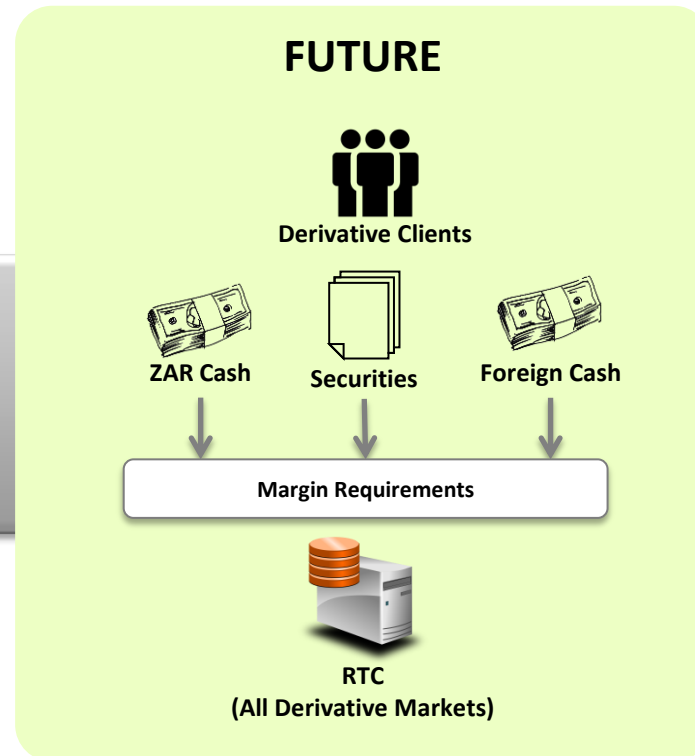 FUTURE
Derivative Clients
ZAR Cash
Securities
Foreign Cash
Margin Requirements
RTC
(All Derivative Markets)